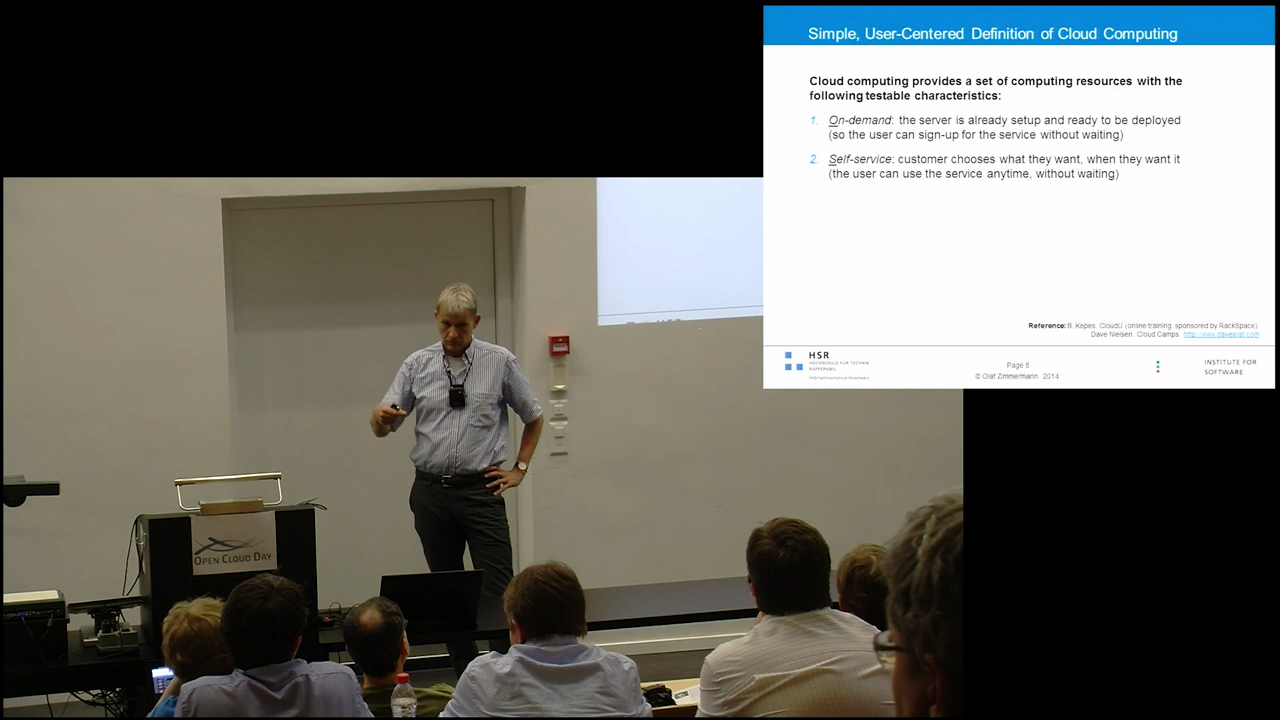 Simple, User-Centered Definition of Cloud Computing
Cloud computing provides a set of computing resources with the
following testable characteristics:
1. On-demand: the server is already setup and ready to be deployed
(so the user can sign-up for the service without waiting)
2. Self-service: customer chooses what they want, when they want it
(the user can use the service anytime, without waiting)
Reference: B. Kepes. CloudU (online training, sponsored by RackSpace)
Dave Nielsen. Cloud Camps.
HSR
HOCHSCHULE FÜR TECHNIK
RAPPERSWIL
Page 6
© Olaf Zimmermann 2014.
INSTITUTE FOR
SOFTWARE
OPEN CLOUD DAY